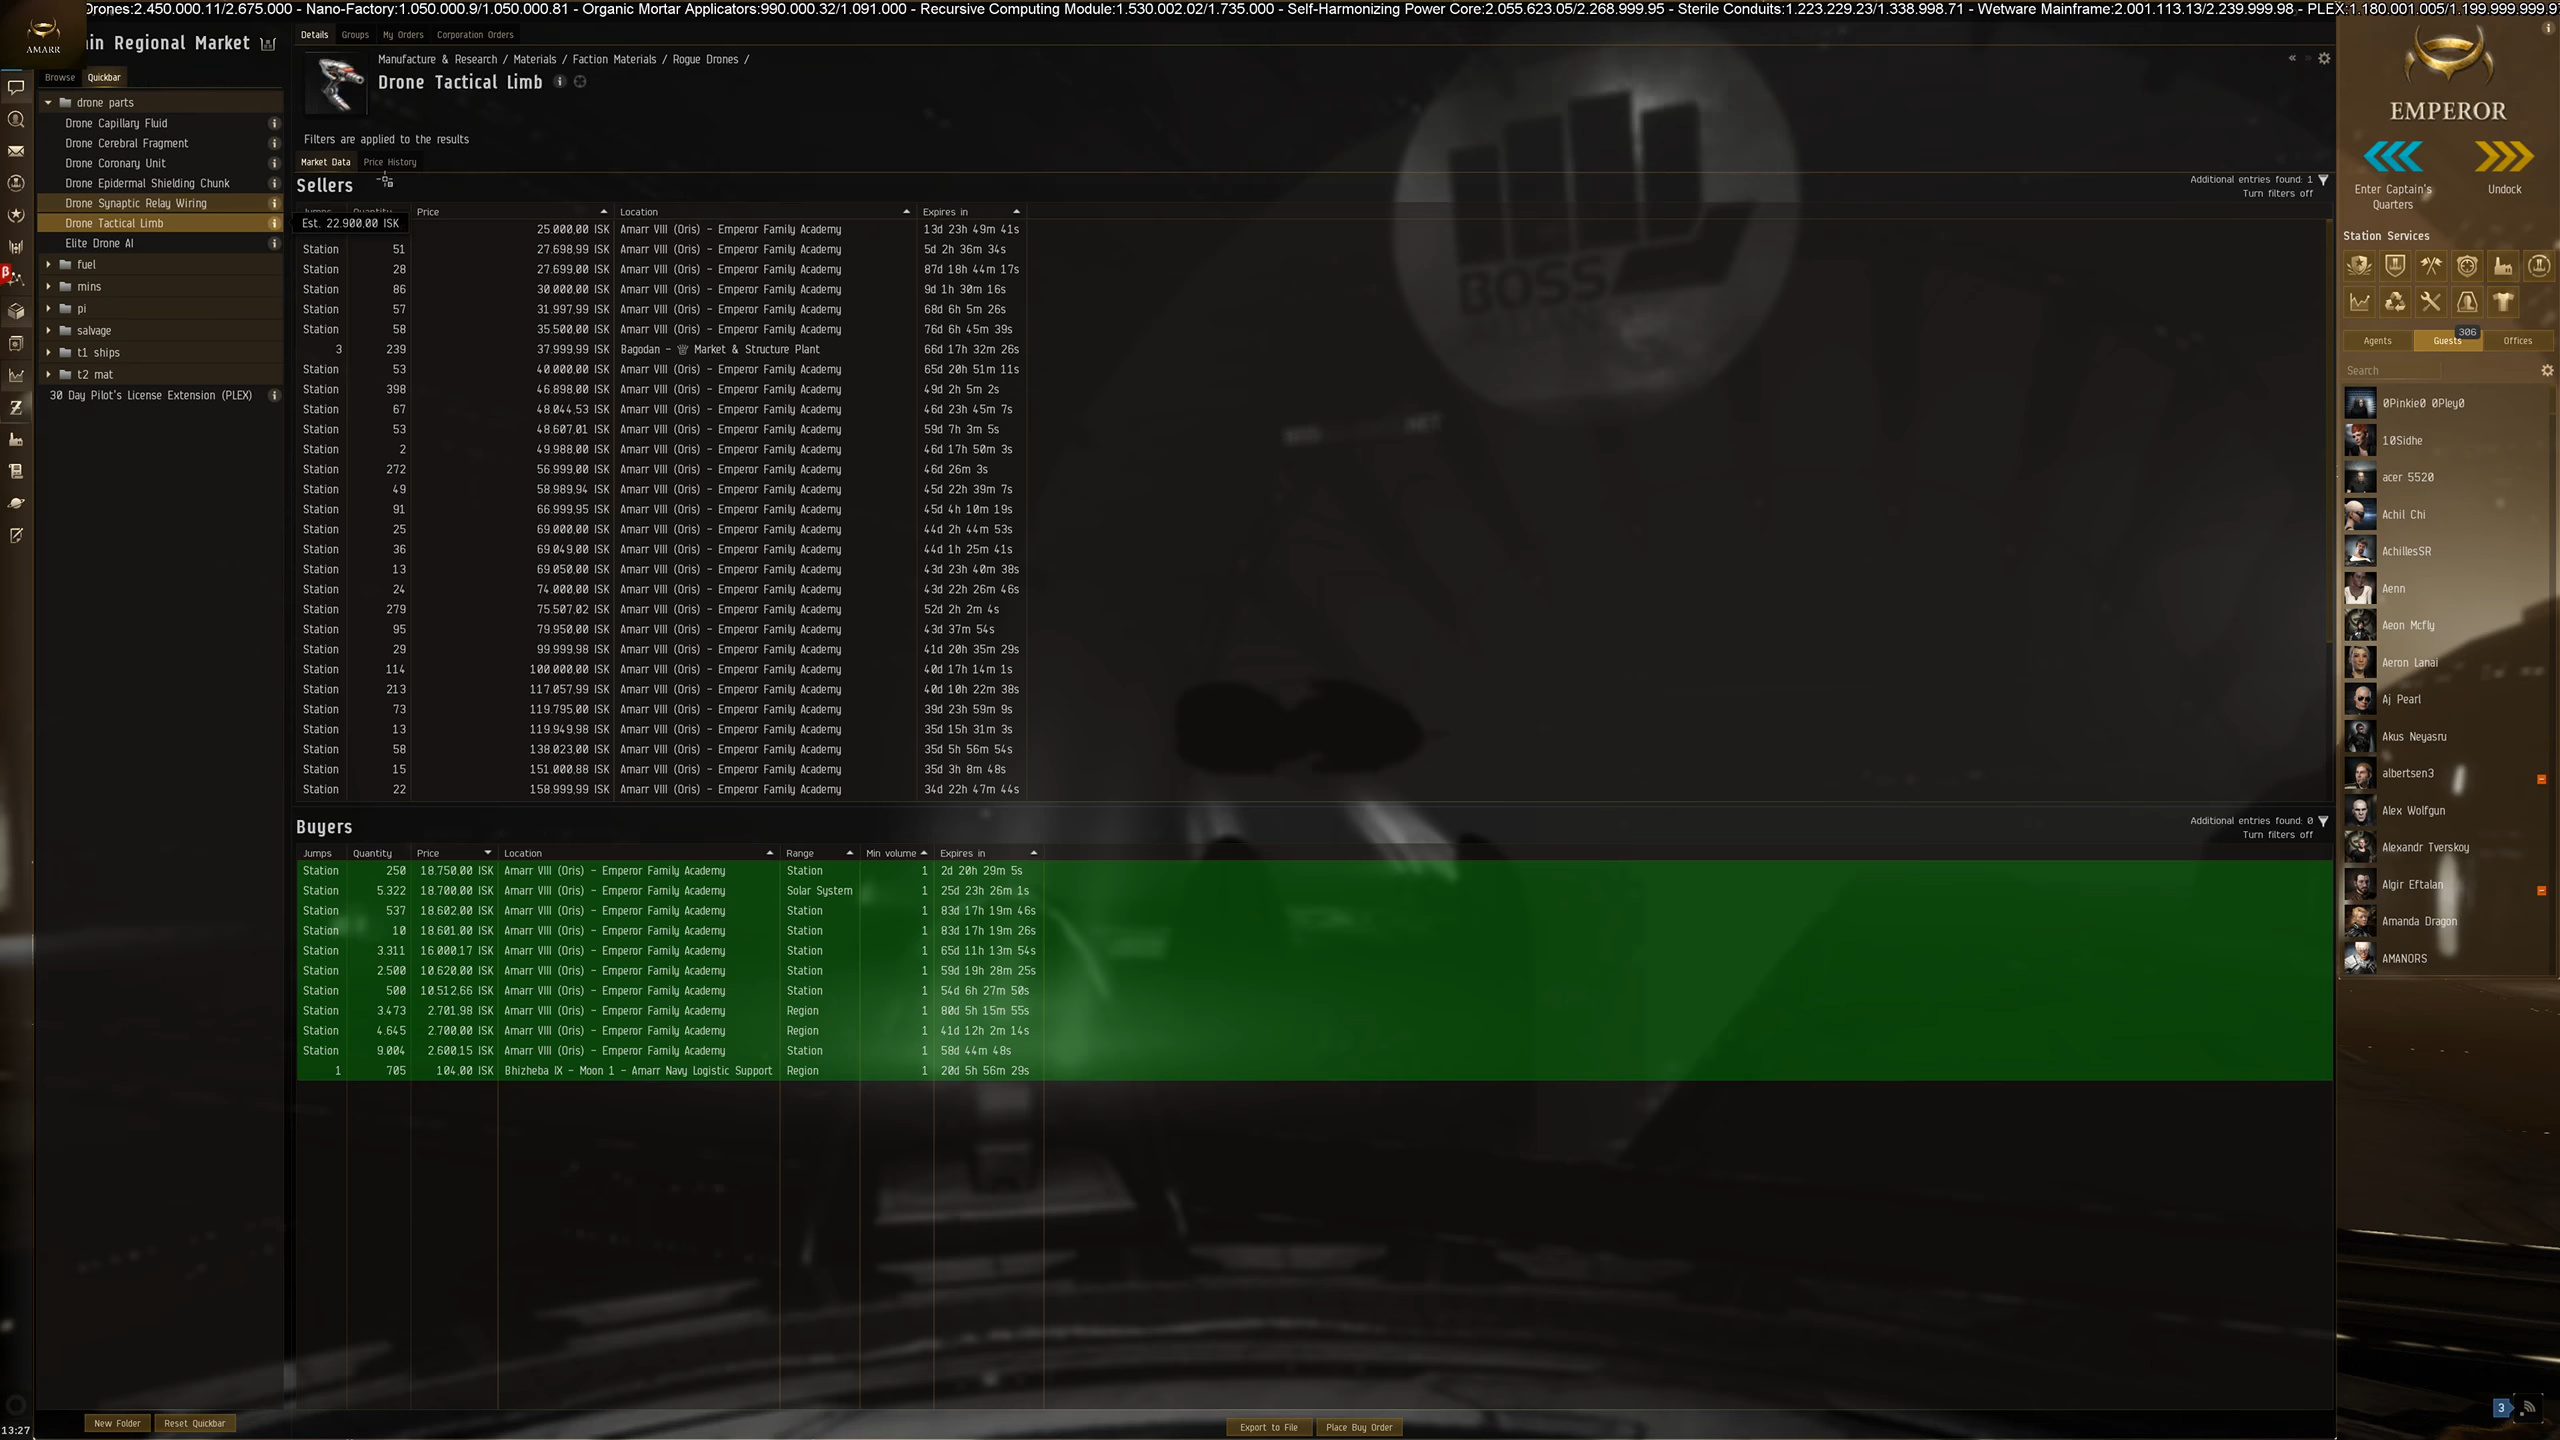 Drones:2.450.000.11/2.675.000 - Nano-Factory:1.050.000.9/1.050.000.81 - Organic Mortar Applicators:990.000.32/1.091.000 - Recursive Computing Module:1.530.002.02/1.735.000 - Self-Harmonizing Power Core:2.055.623.05/2.268.999.95 - Sterile Conduits:1.223.229.23/1.338.998.71 - Wetware Mainframe:2.001.113.13/2.239.999.98 - PLEX:1.180.001.005/1.199.999.999.9
AMARR
in Regional Market
Browse Quickbar
drone parts
Drone Capillary Fluid
Drone Cerebral Fragment
Drone Coronary Unit
Drone Epidermal Shielding Chunk
Drone Synaptic Relay Wiring
Drone Tactical Limb
Elite Drone AI
fuel
mins
pi
salvage
t1 ships
t2 mat
30 Day Pilot's License Extension (PLEX)
New Folder Reset Quickbar
13:27
Details Groups My Orders Corporation Orders
Manufacture & Research / Materials / Faction Materials / Rogue Drones /
Drone Tactical Limb
Filters are applied to the results
Market Data Price History
Sellers
Additional entries found: 1
Turn filters off
Price Location Expires in
Est. 22.900,00 ISK
25.000,00 ISK Amarr VIII (Oris) - Emperor Family Academy 13d 23h 49m 41s
Station 51 27.698,99 ISK Amarr VIII (Oris) - Emperor Family Academy 5d 2h 36m 34s
Station 28 27.699,00 ISK Amarr VIII (Oris) - Emperor Family Academy 87d 18h 44m 17s
Station 86 30.000,00 ISK Amarr VIII (Oris) - Emperor Family Academy 9d 1h 30m 16s
Station 57 31.997,99 ISK Amarr VIII (Oris) - Emperor Family Academy 68d 6h 5m 26s
Station 58 35.500,00 ISK Amarr VIII (Oris) - Emperor Family Academy 76d 6h 45m 39s
3 239 37.999,99 ISK Bagodan - Market & Structure Plant 66d 17h 32m 26s
Station 53 40.000,00 ISK Amarr VIII (Oris) - Emperor Family Academy 65d 20h 51m 11s
Station 398 46.898,00 ISK Amarr VIII (Oris) - Emperor Family Academy 49d 2h 5m 2s
Station 67 48.044,53 ISK Amarr VIII (Oris) - Emperor Family Academy 46d 23h 45m 7s
Station 53 48.607,01 ISK Amarr VIII (Oris) - Emperor Family Academy 59d 7h 3m 5s
Station 2 49.988,00 ISK Amarr VIII (Oris) - Emperor Family Academy 46d 17h 50m 3s
Station 272 56.999,00 ISK Amarr VIII (Oris) - Emperor Family Academy 46d 26m 3s
Station 49 58.989,94 ISK Amarr VIII (Oris) - Emperor Family Academy 45d 22h 39m 7s
Station 91 66.999,95 ISK Amarr VIII (Oris) - Emperor Family Academy 45d 4h 10m 19s
Station 25 69.000,00 ISK Amarr VIII (Oris) - Emperor Family Academy 44d 2h 44m 53s
Station 36 69.049,00 ISK Amarr VIII (Oris) - Emperor Family Academy 44d 1h 25m 41s
Station 13 69.050,00 ISK Amarr VIII (Oris) - Emperor Family Academy 43d 23h 40m 38s
Station 24 74.000,00 ISK Amarr VIII (Oris) - Emperor Family Academy 43d 22h 26m 46s
Station 279 75.507,02 ISK Amarr VIII (Oris) - Emperor Family Academy 52d 2h 2m 4s
Station 95 79.950,00 ISK Amarr VIII (Oris) - Emperor Family Academy 43d 37m 54s
Station 29 99.999,98 ISK Amarr VIII (Oris) - Emperor Family Academy 41d 20h 35m 29s
Station 114 100.000,00 ISK Amarr VIII (Oris) - Emperor Family Academy 40d 17h 14m 1s
Station 213 117.057,99 ISK Amarr VIII (Oris) - Emperor Family Academy 40d 10h 22m 38s
Station 73 119.795,00 ISK Amarr VIII (Oris) - Emperor Family Academy 39d 23h 59m 9s
Station 13 119.949,98 ISK Amarr VIII (Oris) - Emperor Family Academy 35d 15h 31m 3s
Station 58 138.023,00 ISK Amarr VIII (Oris) - Emperor Family Academy 35d 5h 56m 54s
Station 15 151.000,88 ISK Amarr VIII (Oris) - Emperor Family Academy 35d 3h 8m 48s
Station 22 158.999,99 ISK Amarr VIII (Oris) - Emperor Family Academy 34d 22h 47m 44s
BOSS
Buyers
Additional entries found: 0
Turn filters off
Jumps Quantity Price Location Range Min volume Expires in
Station 250 18.750,00 ISK Amarr VIII (Oris) - Emperor Family Academy Station 1 2d 20h 29m 5s
Station 5.322 18.700,00 ISK Amarr VIII (Oris) - Emperor Family Academy Solar System 1 25d 23h 26m 1s
Station 537 18.602,00 ISK Amarr VIII (Oris) - Emperor Family Academy Station 1 83d 17h 19m 46s
Station 10 18.601,00 ISK Amarr VIII (Oris) - Emperor Family Academy Station 1 83d 17h 19m 26s
Station 3.311 16.000,17 ISK Amarr VIII (Oris) - Emperor Family Academy Station 1 65d 11h 13m 54s
Station 2.500 10.620,00 ISK Amarr VIII (Oris) - Emperor Family Academy Station 1 59d 19h 28m 25s
Station 500 10.512,66 ISK Amarr VIII (Oris) - Emperor Family Academy Station 1 54d 6h 27m 50s
Station 3.473 2.701,98 ISK Amarr VIII (Oris) - Emperor Family Academy Region 1 80d 5h 15m 55s
Station 4.645 2.700,00 ISK Amarr VIII (Oris) - Emperor Family Academy Region 1 41d 12h 2m 14s
Station 9.004 2.600,15 ISK Amarr VIII (Oris) - Emperor Family Academy Station 1 58d 44m 48s
1 705 104,00 ISK Bhizheba IX - Moon 1 - Amarr Navy Logistic Support Region 1 20d 5h 56m 29s
Export to File Place Buy Order
EMPEROR
Enter Captain's Quarters
Undock
Station Services
306
Agents Guests Offices
Search
0Pinkie0 0Pley0
10Sidhe
acer 5520
Achil Chi
AchillesSR
Aenn
Aeon Mcfly
Aeron Lanai
Aj Pearl
Akus Neyasru
albertsen3
Alex Wolfgun
Alexandr Tverskoy
Algir Eftalan
Amanda Dragon
AMANORS
3